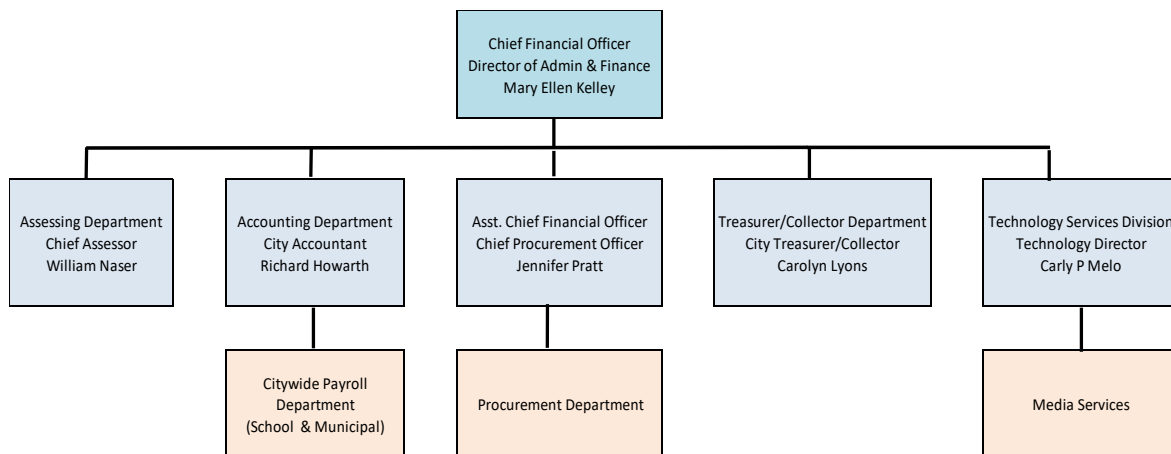 Chief Financial Officer
Director of Admin & Finance
Mary Ellen Kelley
Assessing Department
Chief Assessor
William Naser
Accounting Department
City Accountant
Richard Howarth
Asst. Chief Financial Officer
Chief Procurement Officer
Jennifer Pratt
Treasurer/Collector Department
City Treasurer/Collector
Carolyn Lyons
Technology Services Division
Technology Director
Carly P Melo
Citywide Payroll
Department
(School & Municipal)
Procurement Department
Media Services